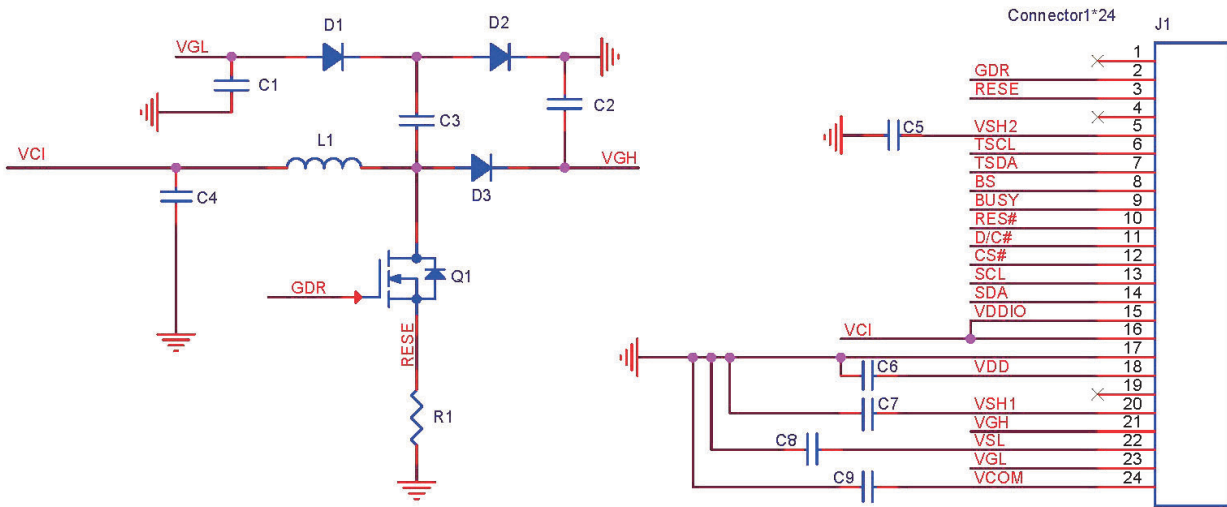 Connector1*24
J1
D1
D2
VGL
C1
C3
C2
VCI
L1
VGH
D3
C4
Q1
GDR
RESE
R1
1
GDR 2
RESE 3
4
C5 VSH2 5
TSCL 6
TSDA 7
BS 8
BUSY 9
RES# 10
D/C# 11
CS# 12
SCL 13
SDA 14
VDDIO 15
VCI 16
17
C6 VDD 18
19
C7 VSH1 20
VGH 21
C8 VSL 22
VGL 23
C9 VCOM 24